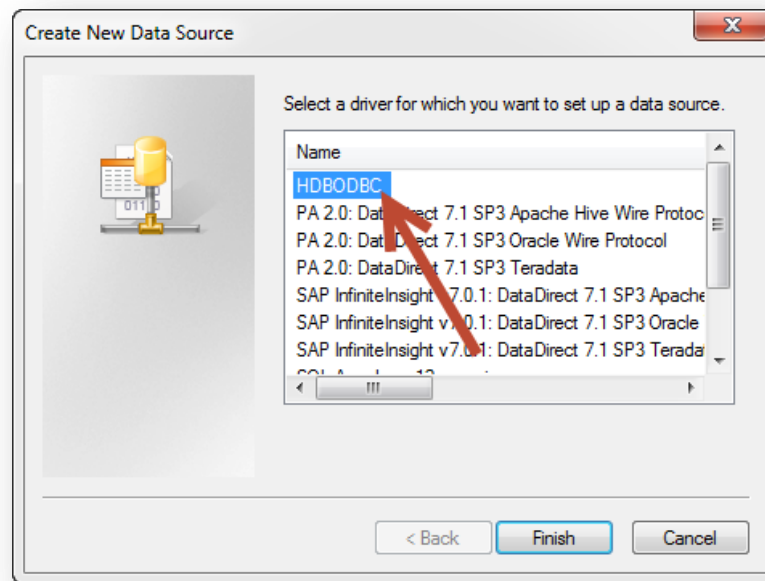 Create New Data Source
Select a driver for which you want to set up a data source.
Name
HDBODBC
PA 2.0: DataDirect 7.1 SP3 Apache Hive Wire Protoc
PA 2.0: DataDirect 7.1 SP3 Oracle Wire Protocol
PA 2.0: DataDirect 7.1 SP3 Teradata
SAP InfiniteInsight v7.0.1: DataDirect 7.1 SP3 Apache
SAP InfiniteInsight v7.0.1: DataDirect 7.1 SP3 Oracle
SAP InfiniteInsight v7.0.1: DataDirect 7.1 SP3 Terada
< Back
Finish
Cancel